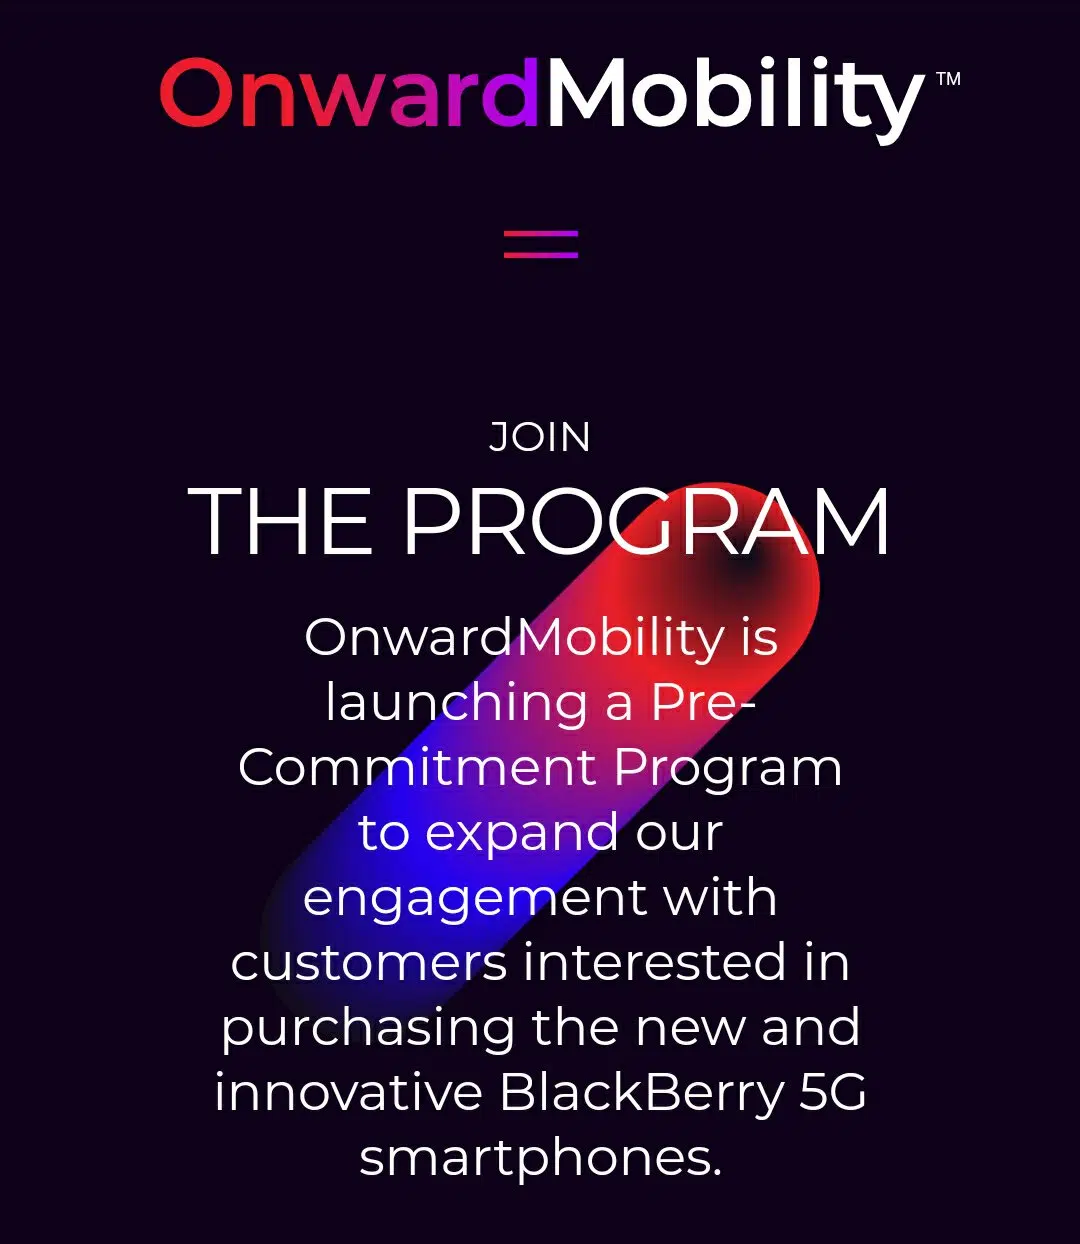 OnwardMobility™
JOIN
THE PROGRAM
OnwardMobility is
launching a Pre-
Commitment Program
to expand our
engagement with
customers interested in
purchasing the new and
innovative BlackBerry 5G
smartphones.